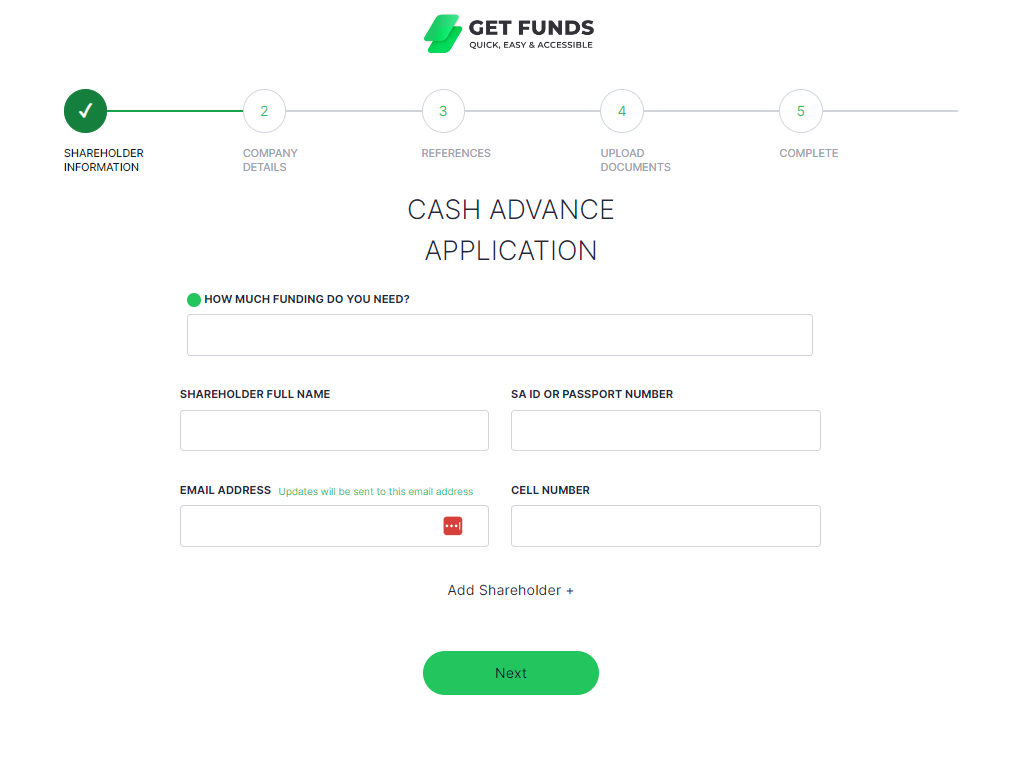 GET FUNDS
QUICK, EASY & ACCESSIBLE
2
3
4
5
SHAREHOLDER
INFORMATION
COMPANY
DETAILS
REFERENCES
UPLOAD
DOCUMENTS
COMPLETE
CASH ADVANCE
APPLICATION
HOW MUCH FUNDING DO YOU NEED?
SHAREHOLDER FULL NAME
SA ID OR PASSPORT NUMBER
EMAIL ADDRESS Updates will be sent to this email address
CELL NUMBER
Add Shareholder +
Next